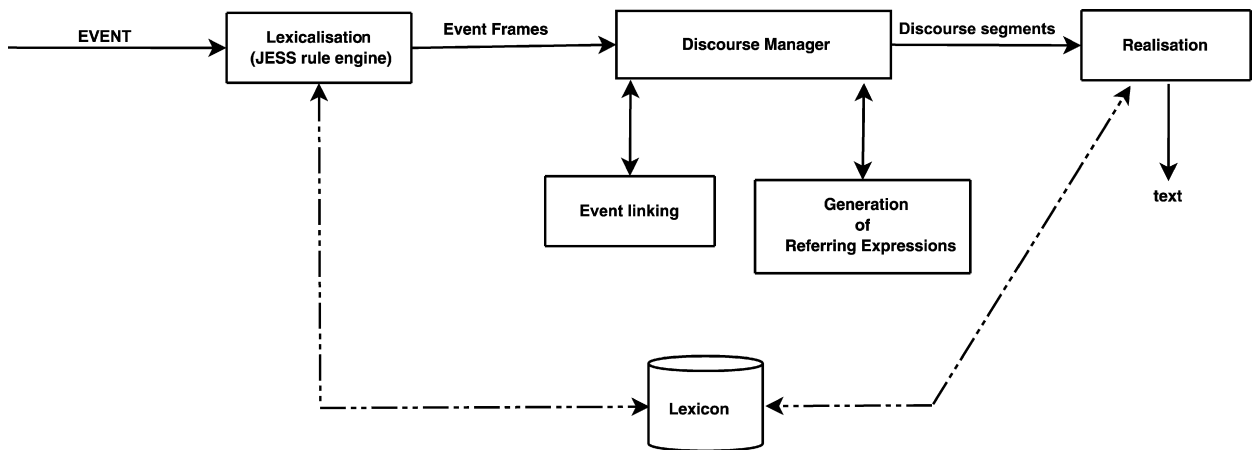 EVENT
Lexicalisation
(JESS rule engine)
Event Frames
Discourse Manager
Discourse segments
Realisation
Event linking
Generation
of
Referring Expressions
text
Lexicon